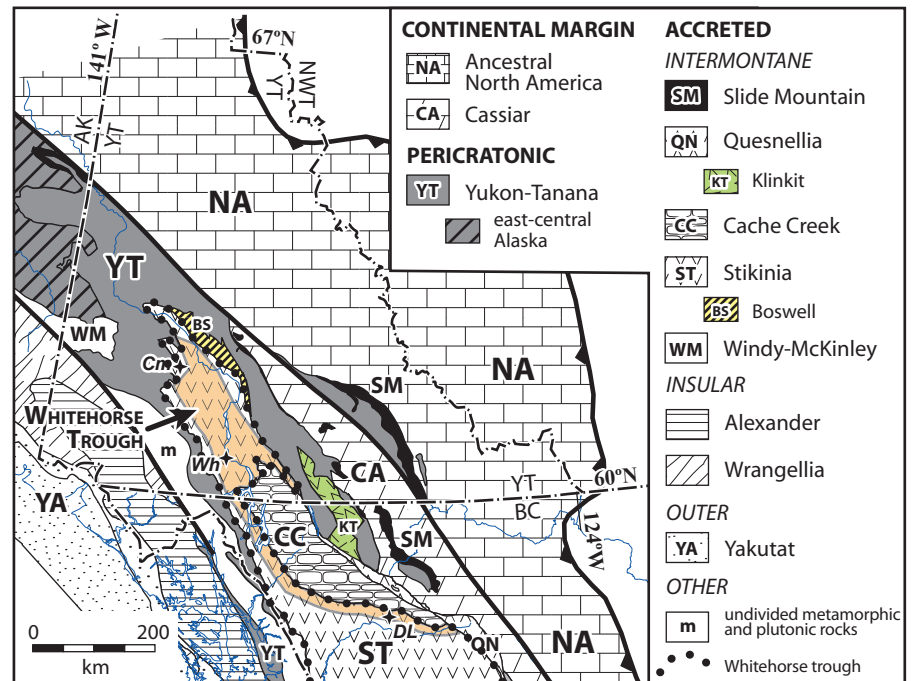 CONTINENTAL MARGIN
NA
Ancestral
North America
CA
Cassiar
PERICRATONIC
YT
Yukon-Tanana
east-central
Alaska
ACCRETED
INTERMONTANE
SM
Slide Mountain
QN
Quesnellia
KT
Klinkit
CC
Cache Creek
ST
Stikinia
BS
Boswell
WM
Windy-McKinley
INSULAR
Alexander
Wrangellia
OUTER
YA
Yakutat
OTHER
m
undivided metamorphic
and plutonic rocks
Whitehorse trough
141° W
67°N
AK
YT
YT
NWT
NA
YT
WM
BS
Cm
SM
NA
WHITEHORSE
TROUGH
m
Wh
CA
YT
BC
60°N
124°W
YA
CC
KT
SM
DL
QN
ST
YT
NA
0
200
km